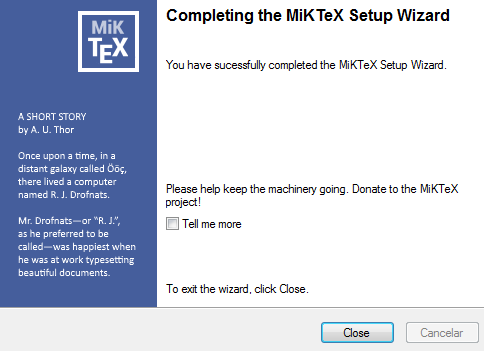 MiK
TEX
A SHORT STORY
by A. U. Thor
Once upon a time, in a
distant galaxy called Ööç,
there lived a computer
named R. J. Drofnats.
Mr. Drofnats—or “R. J.”,
as he preferred to be
called—was happiest when
he was at work typesetting
beautiful documents.
Completing the MiKTeX Setup Wizard
You have sucessfully completed the MiKTeX Setup Wizard.
Please help keep the machinery going. Donate to the MiKTeX
project!
Tell me more
To exit the wizard, click Close.
Close
Cancelar